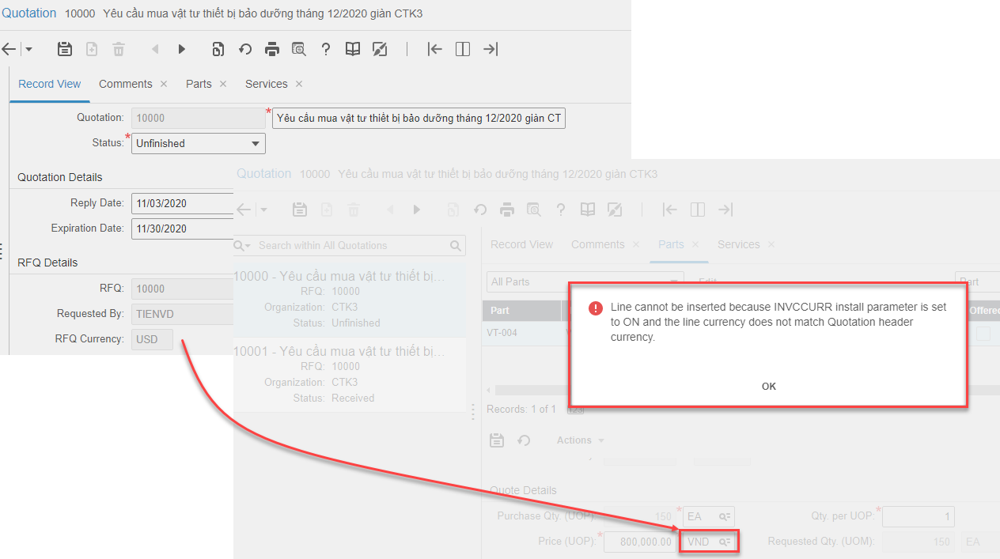 Quotation 10000 Yêu cầu mua vật tư thiết bị bảo dưỡng tháng 12/2020 giàn CTK3
Record View Comments Parts Services
Quotation: 10000 * Yêu cầu mua vật tư thiết bị bảo dưỡng tháng 12/2020 giàn CT
Status: * Unfinished
Quotation Details
Reply Date: 11/03/2020
Expiration Date: 11/30/2020
RFQ Details
RFQ: 10000
Requested By: TIENVD
RFQ Currency: USD
Quotation 10000 Yêu cầu mua vật tư thiết bị bảo dưỡng tháng 12/2020 giàn CTK3
Search within All Quotations
10000 - Yêu cầu mua vật tư thiết bị...
RFQ: 10000
Organization: CTK3
Status: Unfinished
10001 - Yêu cầu mua vật tư thiết bị...
RFQ: 10000
Organization: CTK3
Status: Received
Record View Comments Parts Services
All Parts Edit Part
Part Offered
VT-004
Line cannot be inserted because INVCCURR install parameter is set
to ON and the line currency does not match Quotation header
currency.
OK
Records: 1 of 1 123
Actions
Quote Details
Purchase Qty. (UOP) 150 * EA Qty. per UOP: * 1
Price (UOP): * 800,000.00 VND Requested Qty. (UOM): 150 EA